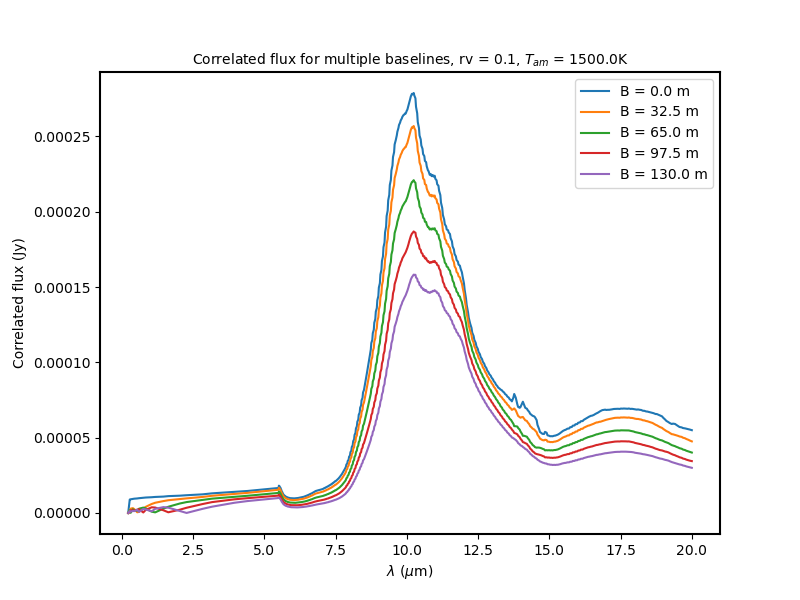 Correlated flux for multiple baselines, rv = 0.1, $T_{am}$ = 1500.0K
B = 0.0 m
B = 32.5 m
B = 65.0 m
B = 97.5 m
B = 130.0 m
Correlated flux (Jy)
0.00025
0.00020
0.00015
0.00010
0.00005
0.00000
0.0 2.5 5.0 7.5 10.0 12.5 15.0 17.5 20.0
λ (μm)